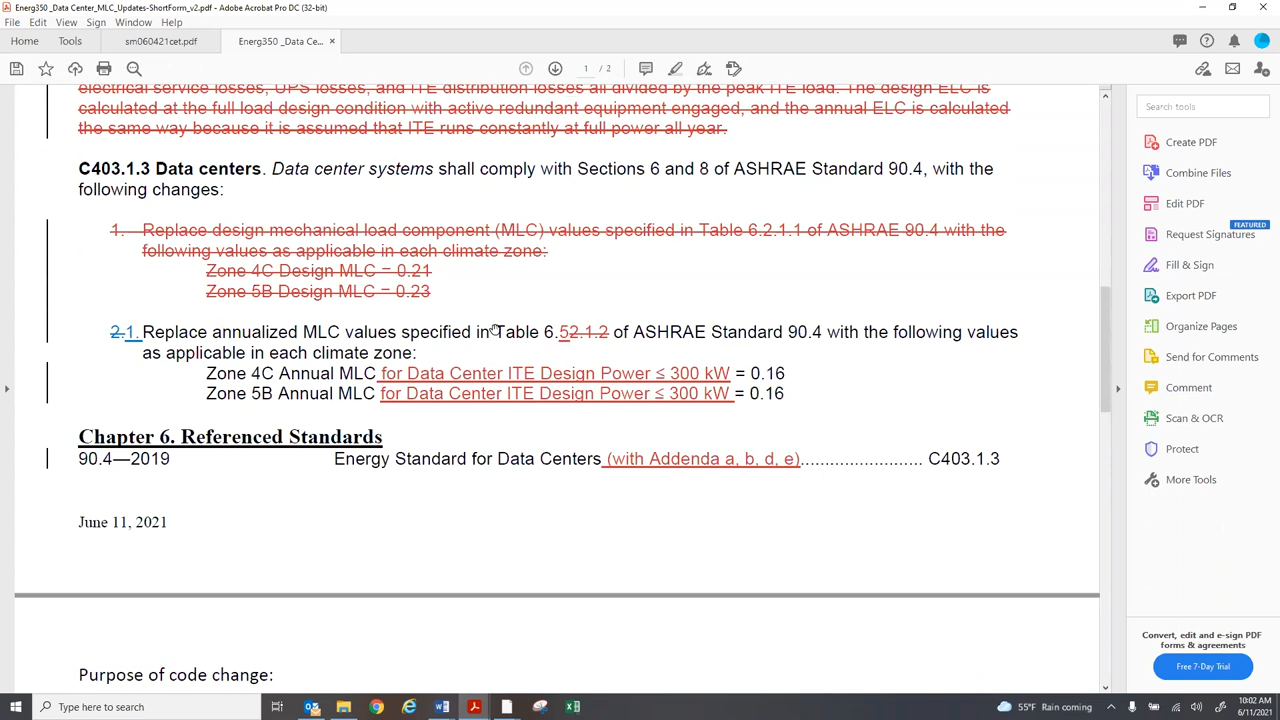 Energ350 _Data Center_MLC_Updates-ShortForm_v2.pdf - Adobe Acrobat Pro DC (32-bit)
File Edit View Sign Window Help
Home Tools sm060421cet.pdf Energ350 _Data Ce... ×
1 / 2
electrical service losses, UPS losses, and ITE distribution losses all divided by the peak ITE load. The design ELC is
calculated at the full load design condition with active redundant equipment engaged, and the annual ELC is calculated
the same way because it is assumed that ITE runs constantly at full power all year.
C403.1.3 Data centers. Data center systems shall comply with Sections 6 and 8 of ASHRAE Standard 90.4, with the
following changes:
1. Replace design mechanical load component (MLC) values specified in Table 6.2.1.1 of ASHRAE 90.4 with the
following values as applicable in each climate zone:
Zone 4C Design MLC = 0.21
Zone 5B Design MLC = 0.23
2.1. Replace annualized MLC values specified in Table 6.52.1.2 of ASHRAE Standard 90.4 with the following values
as applicable in each climate zone:
Zone 4C Annual MLC for Data Center ITE Design Power ≤ 300 kW = 0.16
Zone 5B Annual MLC for Data Center ITE Design Power ≤ 300 kW = 0.16
Chapter 6. Referenced Standards
90.4—2019 Energy Standard for Data Centers (with Addenda a, b, d, e)........................ C403.1.3
June 11, 2021
Purpose of code change:
Search tools
Create PDF
Combine Files
Edit PDF
FEATURED
Request Signatures
Fill & Sign
Export PDF
Organize Pages
Send for Comments
Comment
Scan & OCR
Protect
More Tools
Convert, edit and e-sign PDF
forms & agreements
Free 7-Day Trial
Type here to search
55°F Rain coming
10:02 AM
6/11/2021